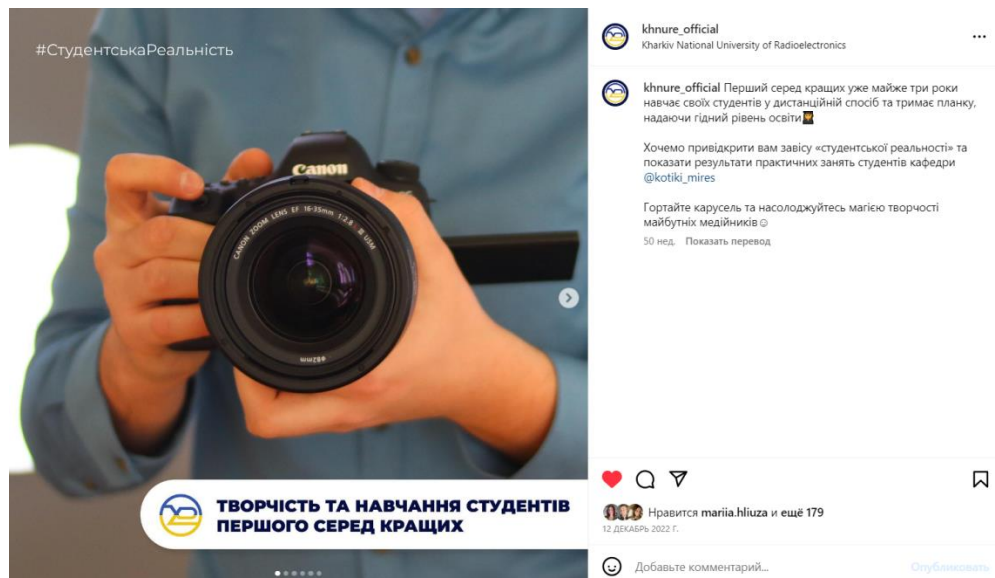 #СтудентськаРеальність
Canon
CANON ZOOM LENS EF 16-35mm 1:2.8 III USM
ø82mm
ТВОРЧІСТЬ ТА НАВЧАННЯ СТУДЕНТІВ
ПЕРШОГО СЕРЕД КРАЩИХ
khnure_official
Kharkiv National University of Radioelectronics
khnure_official Перший серед кращих уже майже три роки
навчає своїх студентів у дистанційній спосіб та тримає планку,
надаючи гідний рівень освіти👩‍🎓
Хочемо привідкрити вам завісу «студентської реальності» та
показати результати практичних занять студентів кафедри
@kotiki_mires
Гортайте карусель та насолоджуйтесь магією творчості
майбутніх медійників☺
50 нед. Показать перевод
Нравится mariia.hliuza и ещё 179
12 ДЕКАБРЬ 2022 Г.
Добавьте комментарий...
Опубликовать